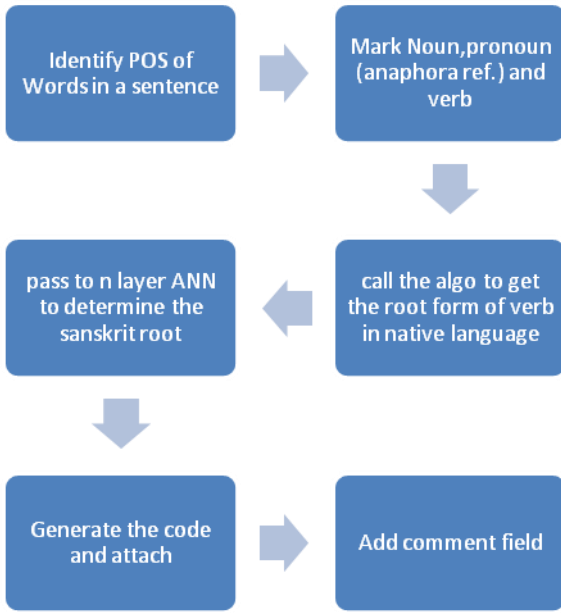 Identify POS of
Words in a sentence
Mark Noun,pronoun
(anaphora ref.) and
verb
call the algo to get
the root form of verb
in native language
pass to n layer ANN
to determine the
sanskrit root
Generate the code
and attach
Add comment field